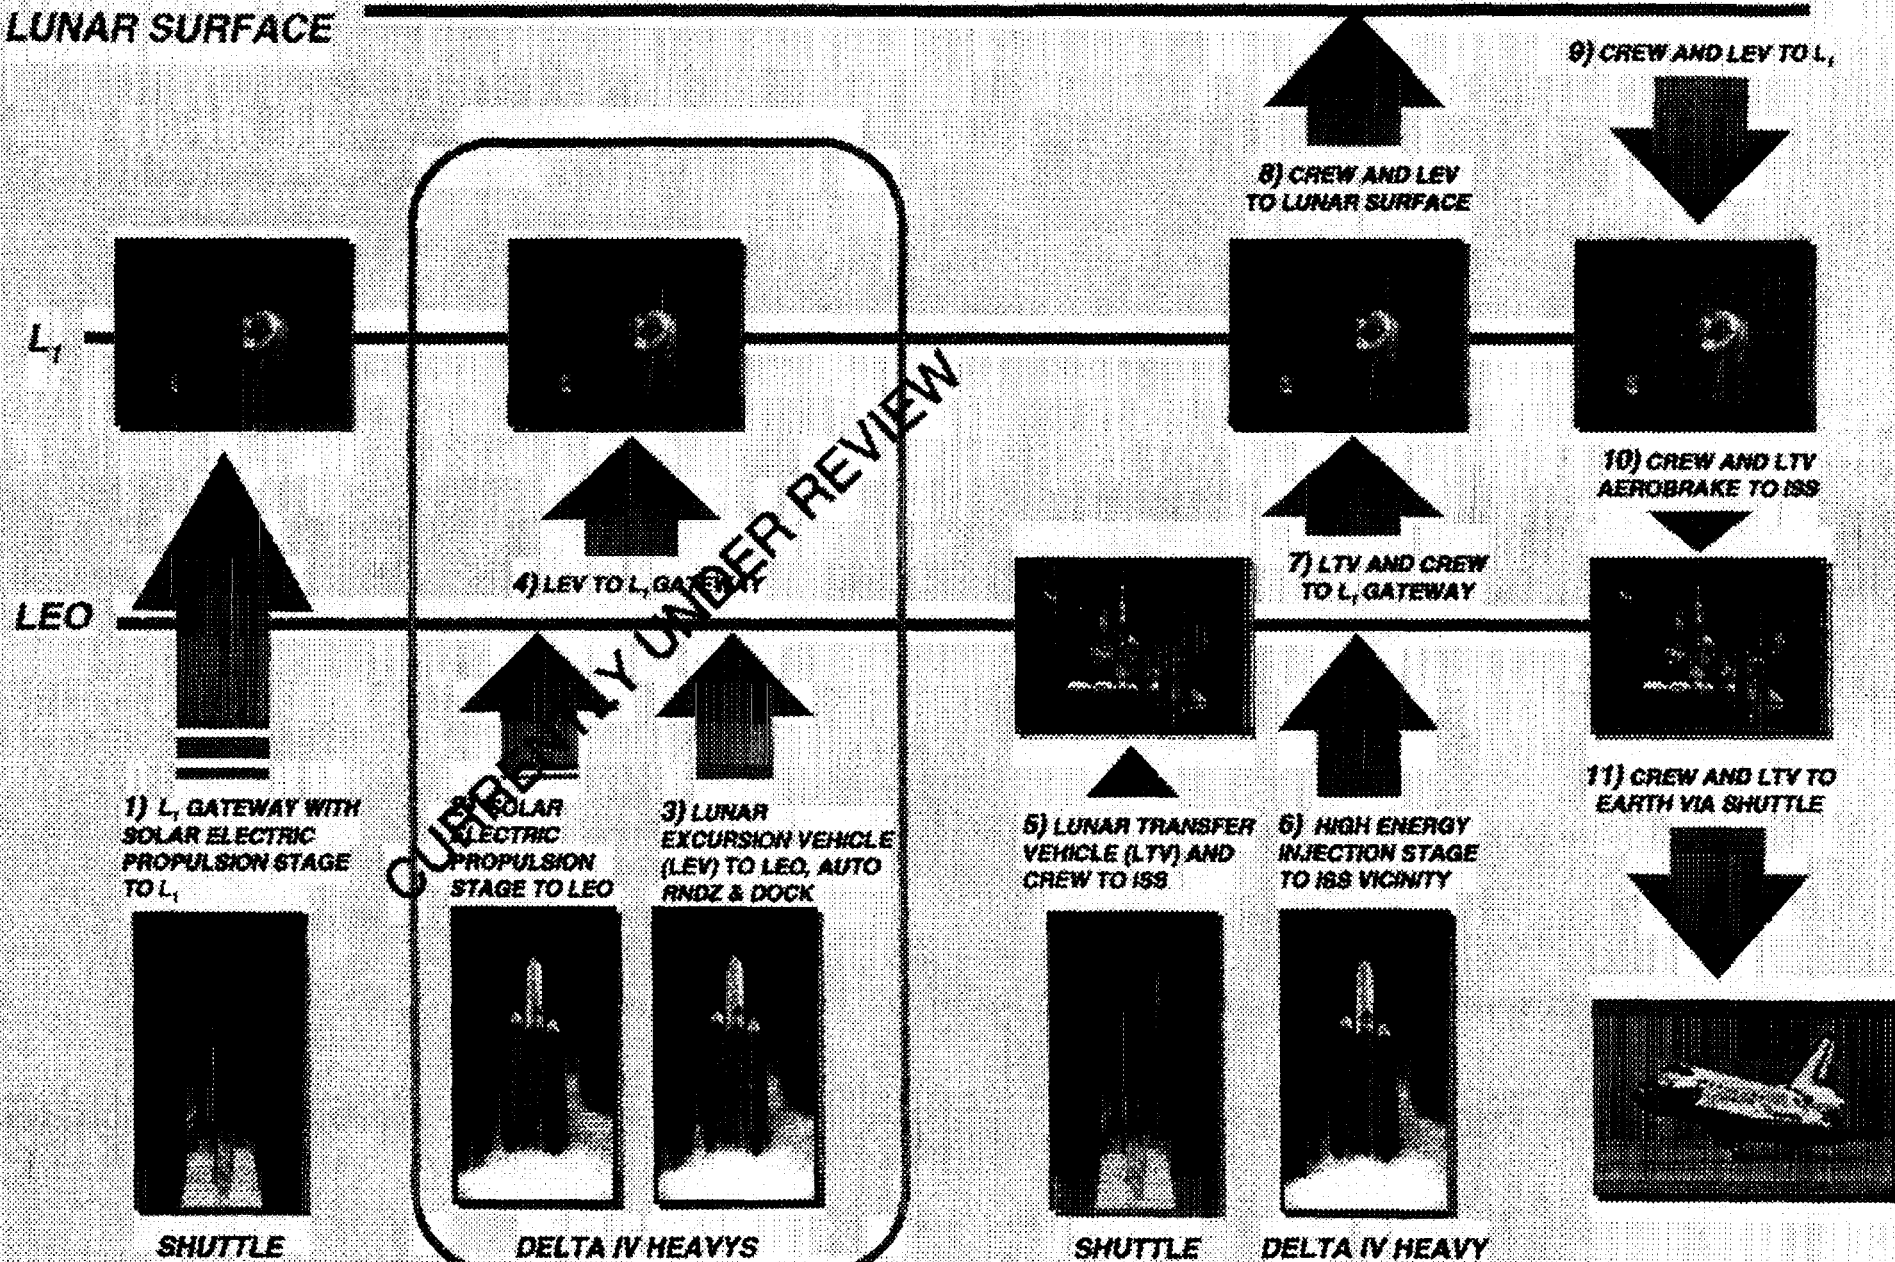 LUNAR SURFACE
9) CREW AND LEV TO L₁
8) CREW AND LEV
TO LUNAR SURFACE
L₁
10) CREW AND LTV
AEROBRAKE TO ISS
4) LEV TO L₁ GATEWAY
7) LTV AND CREW
TO L₁ GATEWAY
LEO
CURRENTLY UNDER REVIEW
1) L₁ GATEWAY WITH
SOLAR ELECTRIC
PROPULSION STAGE
TO L₁
2) SOLAR
ELECTRIC
PROPULSION
STAGE TO LEO
3) LUNAR
EXCURSION VEHICLE
(LEV) TO LEO, AUTO
RNDZ & DOCK
5) LUNAR TRANSFER
VEHICLE (LTV) AND
CREW TO ISS
6) HIGH ENERGY
INJECTION STAGE
TO ISS VICINITY
11) CREW AND LTV TO
EARTH VIA SHUTTLE
SHUTTLE
DELTA IV HEAVYS
SHUTTLE
DELTA IV HEAVY